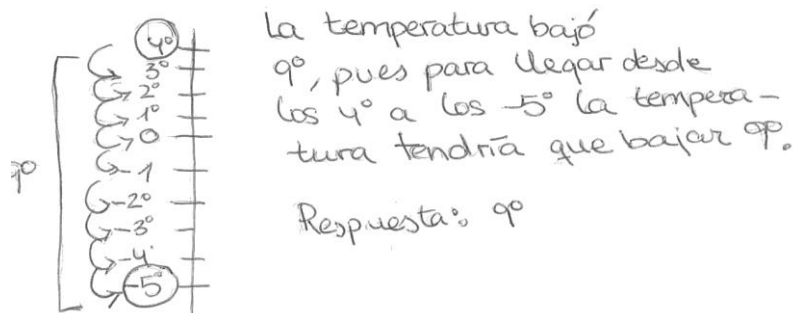 4°
3°
2°
1°
0
-1
-2°
-3°
-4
-5°
9°
La temperatura bajó
9°, pues para llegar desde
los 4° a los -5° la tempera-
tura tendría que bajar 9°.
Respuesta: 9°